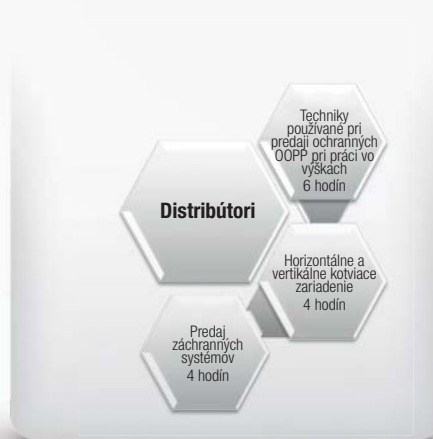 Techniky
používané pri
predaji ochranných
OOPP pri práci vo
výškach
6 hodín
Distribútori
Horizontálne a
vertikálne kotviace
zariadenie
4 hodín
Predaj
záchranných
systémov
4 hodín